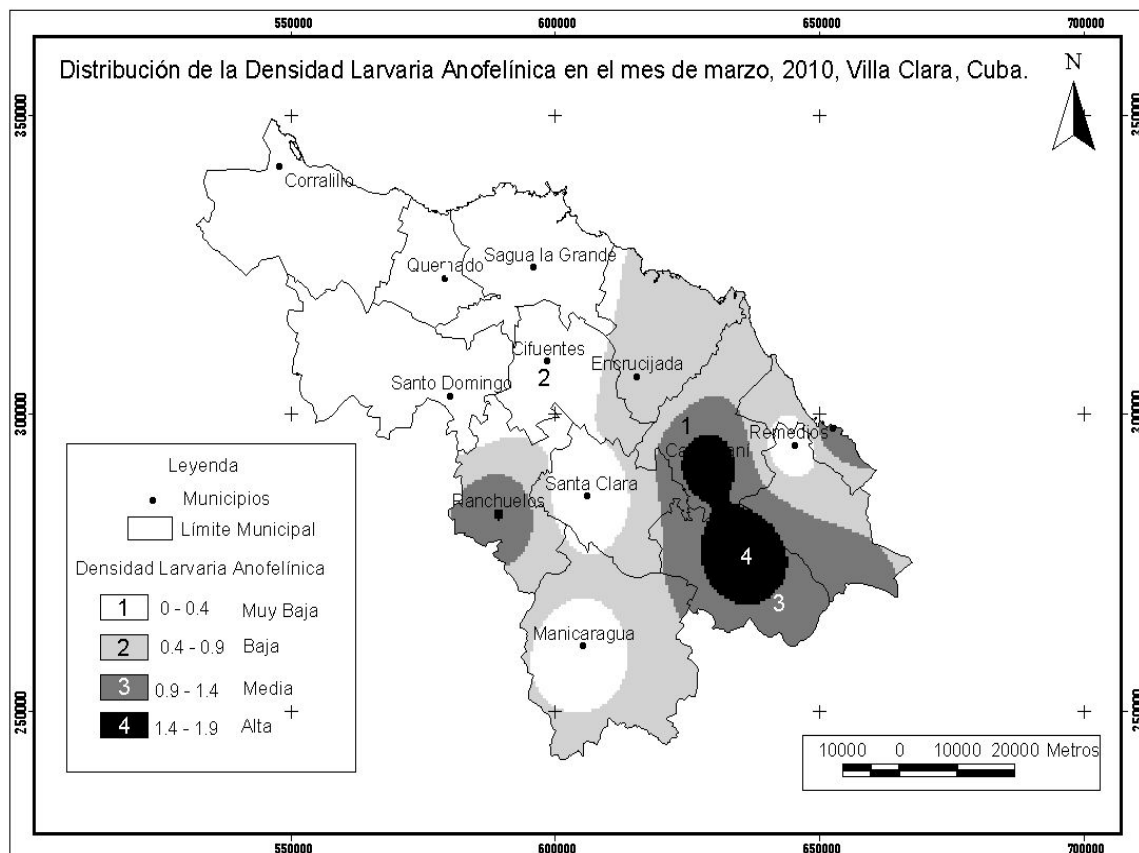 550000 600000 650000 700000
Distribución de la Densidad Larvaria Anofelínica en el mes de marzo, 2010, Villa Clara, Cuba.
N
350000
Corralillo
Sagua la Grande
Quemado
Cifuentes
2
Encrucijada
Santo Domingo
300000
1
Remedios
Santa Clara
Ranchuelos
4
3
Manicaragua
250000
Leyenda
Municipios
Límite Municipal
Densidad Larvaria Anofelínica
1 0 - 0.4 Muy Baja
2 0.4 - 0.9 Baja
3 0.9 - 1.4 Media
4 1.4 - 1.9 Alta
10000 0 10000 20000 Metros
550000 600000 650000 700000